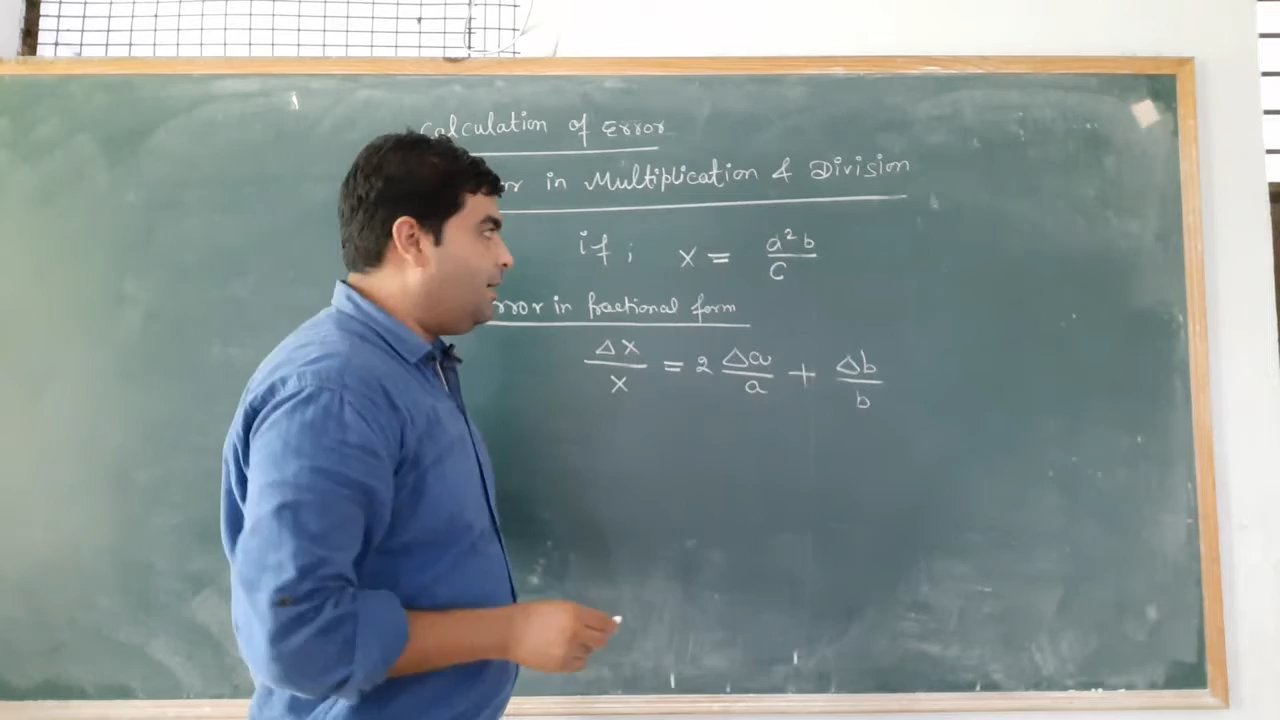 Calculation of Error
in Multiplication & Division
if; x = a²b/c
in fractional form
Δx/x = 2 Δa/a + Δb/b